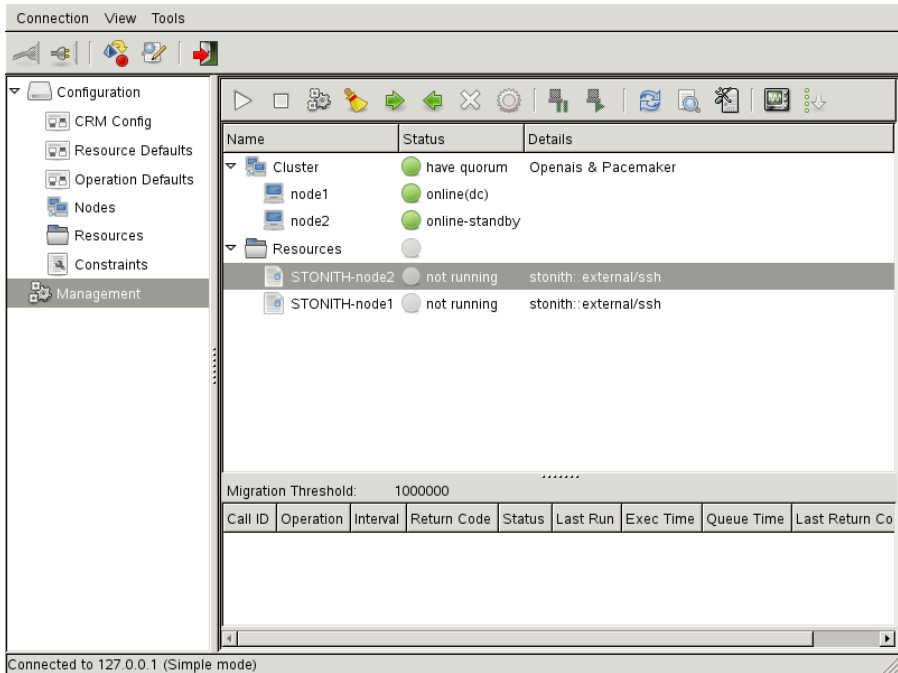 Connection View Tools
Configuration
CRM Config
Resource Defaults
Operation Defaults
Nodes
Resources
Constraints
Management
Name Status Details
Cluster have quorum Openais & Pacemaker
node1 online(dc)
node2 online-standby
Resources
STONITH-node2 not running stonith::external/ssh
STONITH-node1 not running stonith::external/ssh
Migration Threshold: 1000000
Call ID Operation Interval Return Code Status Last Run Exec Time Queue Time Last Return Co
Connected to 127.0.0.1 (Simple mode)